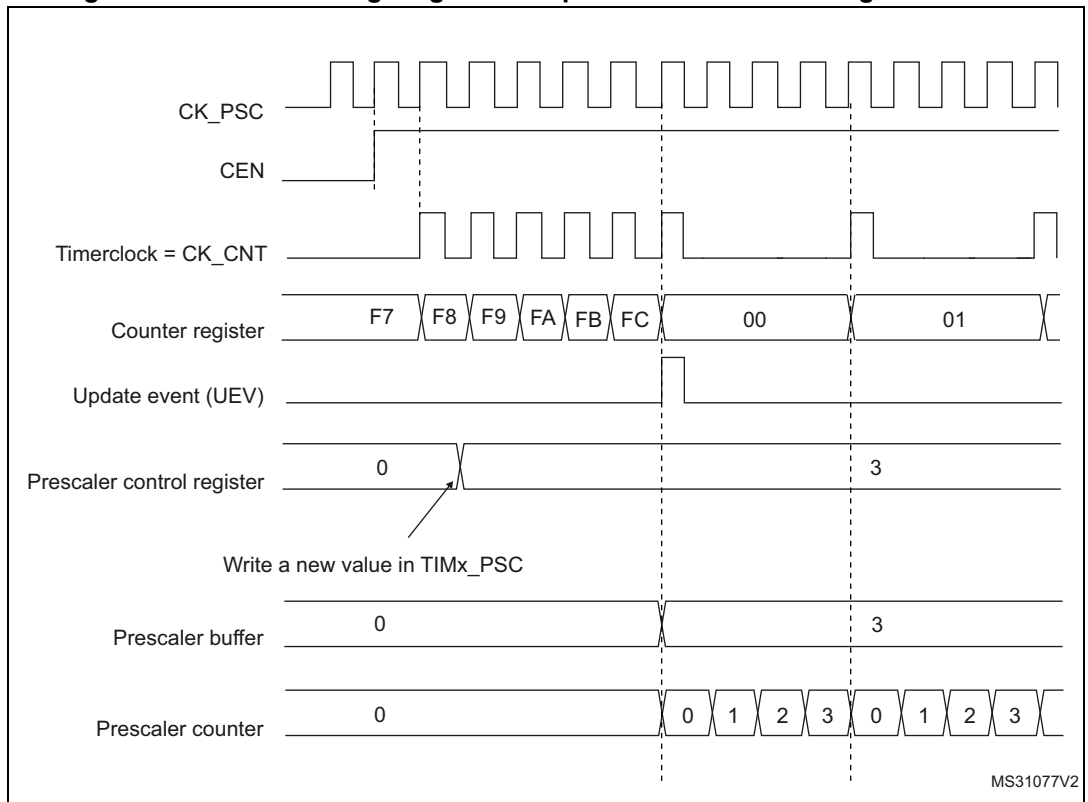 CK_PSC
CEN
Timerclock = CK_CNT
Counter register F7 F8 F9 FA FB FC 00 01
Update event (UEV)
Prescaler control register 0 3
Write a new value in TIMx_PSC
Prescaler buffer 0 3
Prescaler counter 0 0 1 2 3 0 1 2 3
MS31077V2